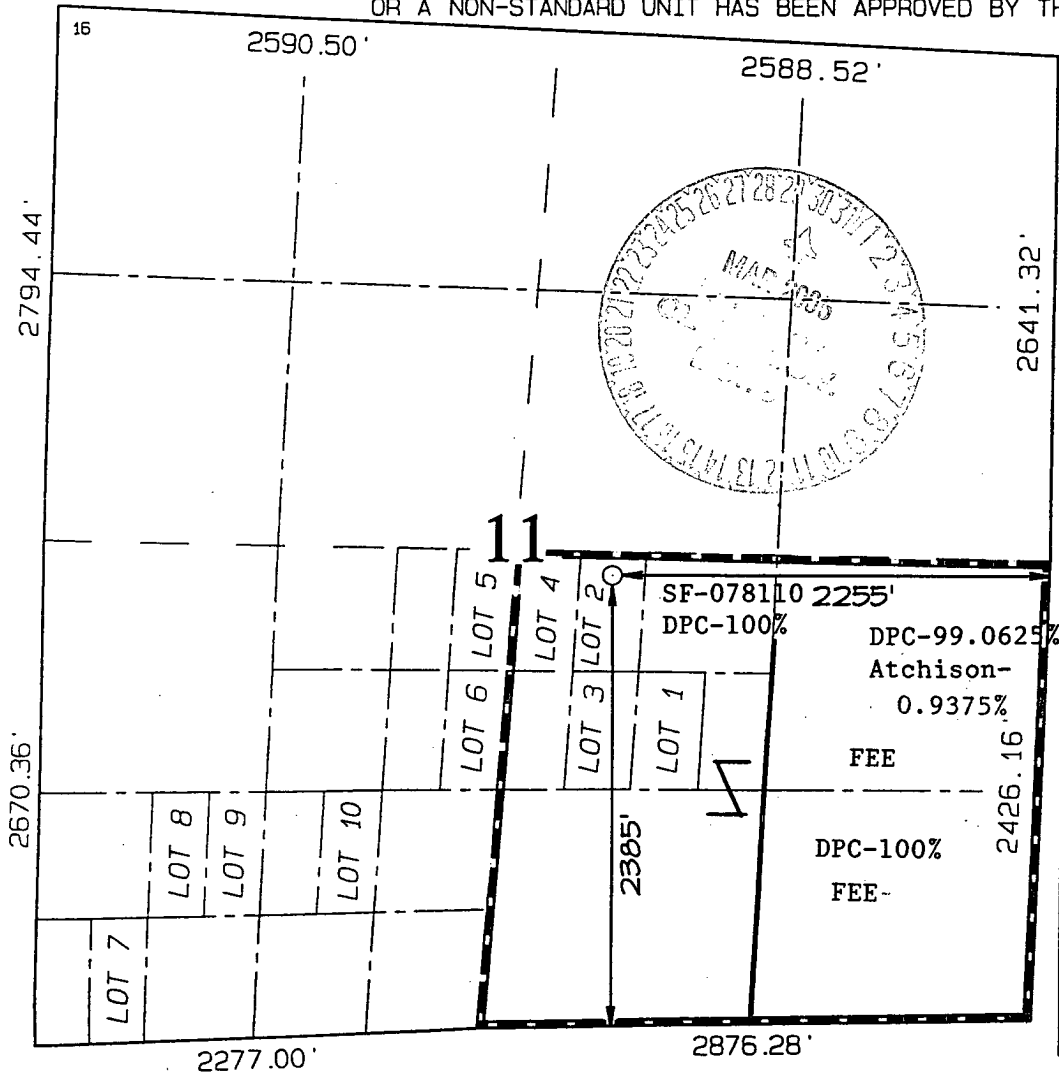 OR A NON-STANDARD UNIT HAS BEEN APPROVED BY TH
16
2590.50'
2588.52'
2794.44'
2641.32'
11
LOT 5
LOT 4
LOT 2
SF-078110 2255'
DPC-100%
DPC-99.0625%
Atchison-
0.9375%
LOT 6
LOT 3
LOT 1
FEE
2426.16'
2670.36'
LOT 8
LOT 9
LOT 10
2385'
DPC-100%
FEE-
LOT 7
2277.00'
2876.28'